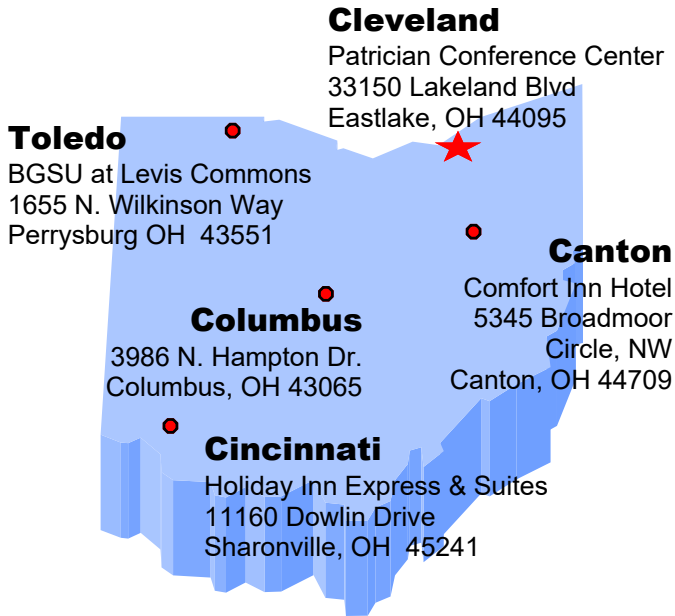 Cleveland
Patrician Conference Center
33150 Lakeland Blvd
Eastlake, OH 44095
Toledo
BGSU at Levis Commons
1655 N. Wilkinson Way
Perrysburg OH  43551
Canton
Comfort Inn Hotel
5345 Broadmoor
Circle, NW
Canton, OH 44709
Columbus
3986 N. Hampton Dr.
Columbus, OH 43065
Cincinnati
Holiday Inn Express & Suites
11160 Dowlin Drive
Sharonville, OH  45241